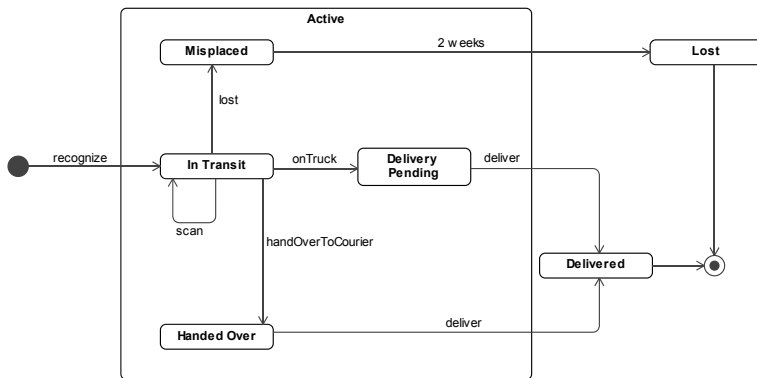 Active
Misplaced
2 weeks
Lost
lost
recognize
In Transit
onTruck
Delivery
Pending
deliver
scan
handOverToCourier
Delivered
Handed Over
deliver